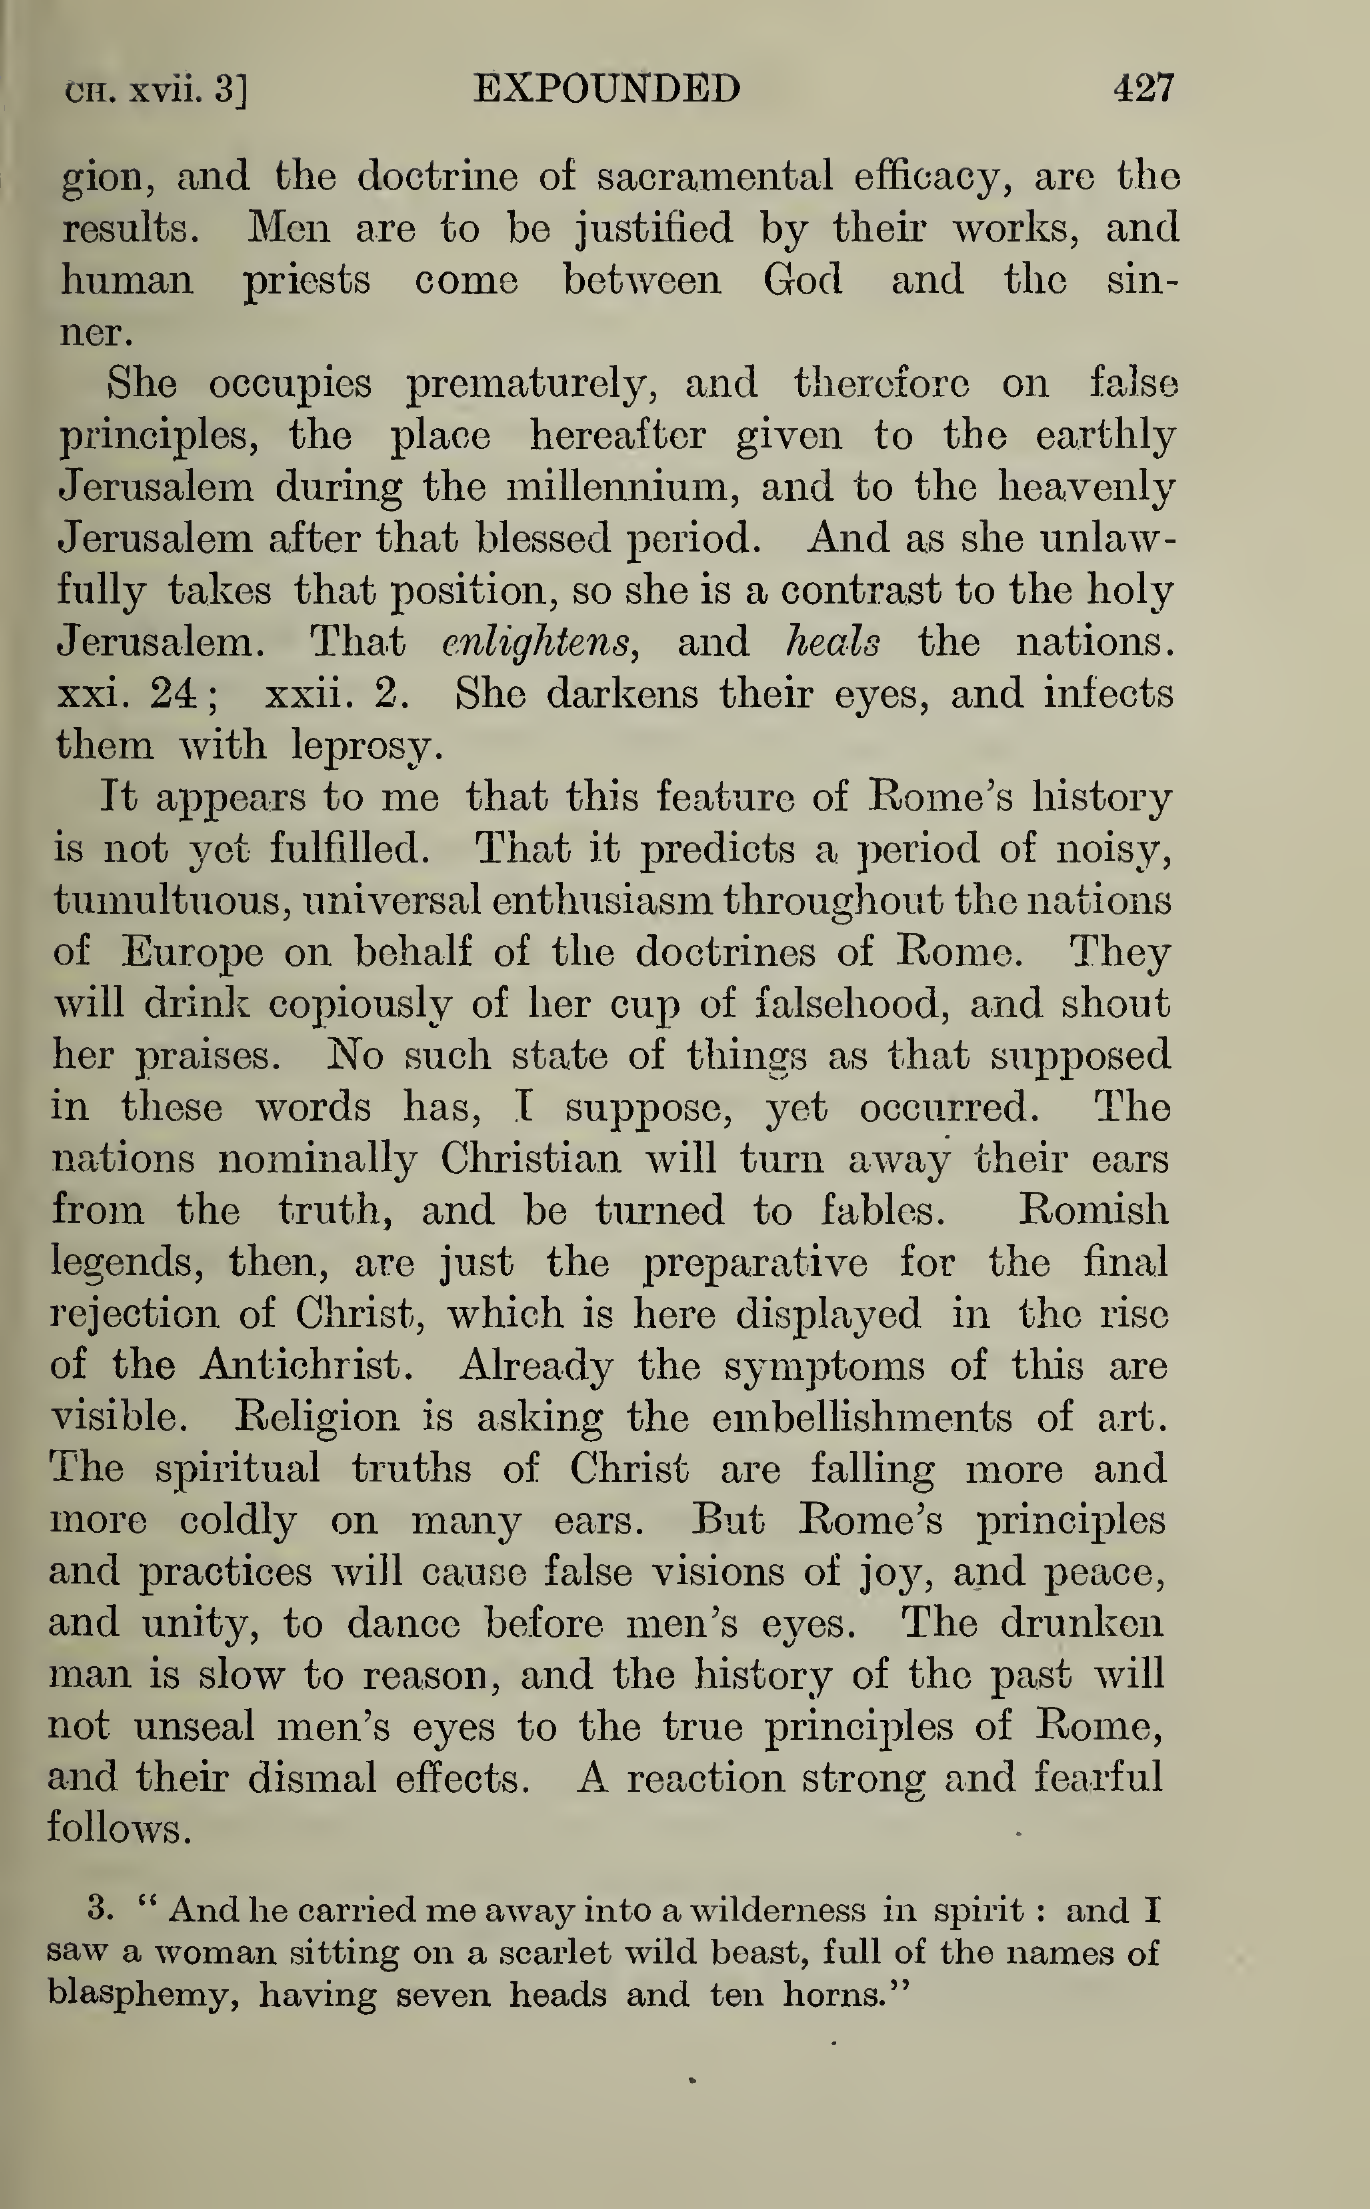 CH. xvii. 3] EXPOUNDED 427
gion, and the doctrine of sacramental efficacy, are the
results. Men are to be justified by their works, and
human priests come between God and the sin-
ner.
She occupies prematurely, and therefore on false
principles, the place hereafter given to the earthly
Jerusalem during the millennium, and to the heavenly
Jerusalem after that blessed period. And as she unlaw-
fully takes that position, so she is a contrast to the holy
Jerusalem. That enlightens, and heals the nations.
xxi. 24; xxii. 2. She darkens their eyes, and infects
them with leprosy.
It appears to me that this feature of Rome's history
is not yet fulfilled. That it predicts a period of noisy,
tumultuous, universal enthusiasm throughout the nations
of Europe on behalf of the doctrines of Rome. They
will drink copiously of her cup of falsehood, and shout
her praises. No such state of things as that supposed
in these words has, I suppose, yet occurred. The
nations nominally Christian will turn away their ears
from the truth, and be turned to fables. Romish
legends, then, are just the preparative for the final
rejection of Christ, which is here displayed in the rise
of the Antichrist. Already the symptoms of this are
visible. Religion is asking the embellishments of art.
The spiritual truths of Christ are falling more and
more coldly on many ears. But Rome's principles
and practices will cause false visions of joy, and peace,
and unity, to dance before men's eyes. The drunken
man is slow to reason, and the history of the past will
not unseal men's eyes to the true principles of Rome,
and their dismal effects. A reaction strong and fearful
follows.
3. "And he carried me away into a wilderness in spirit: and I
saw a woman sitting on a scarlet wild beast, full of the names of
blasphemy, having seven heads and ten horns."